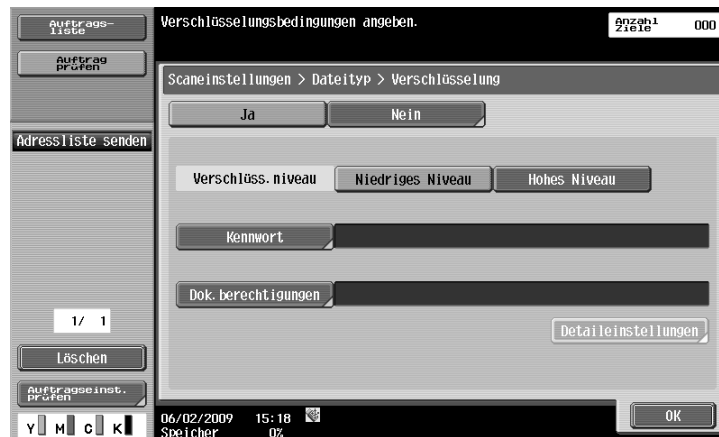 Auftrags-
liste
Verschlüsselungsbedingungen angeben.
Anzahl
Ziele
000
Auftrag
prüfen
Scaneinstellungen > Dateityp > Verschlüsselung
Ja
Nein
Adressliste senden
Verschlüss.niveau
Niedriges Niveau
Hohes Niveau
Kennwort
Dok.berechtigungen
1/ 1
Detaileinstellungen
Löschen
Auftragseinst.
prüfen
OK
Y M C K
06/02/2009 15:18
Speicher 0%